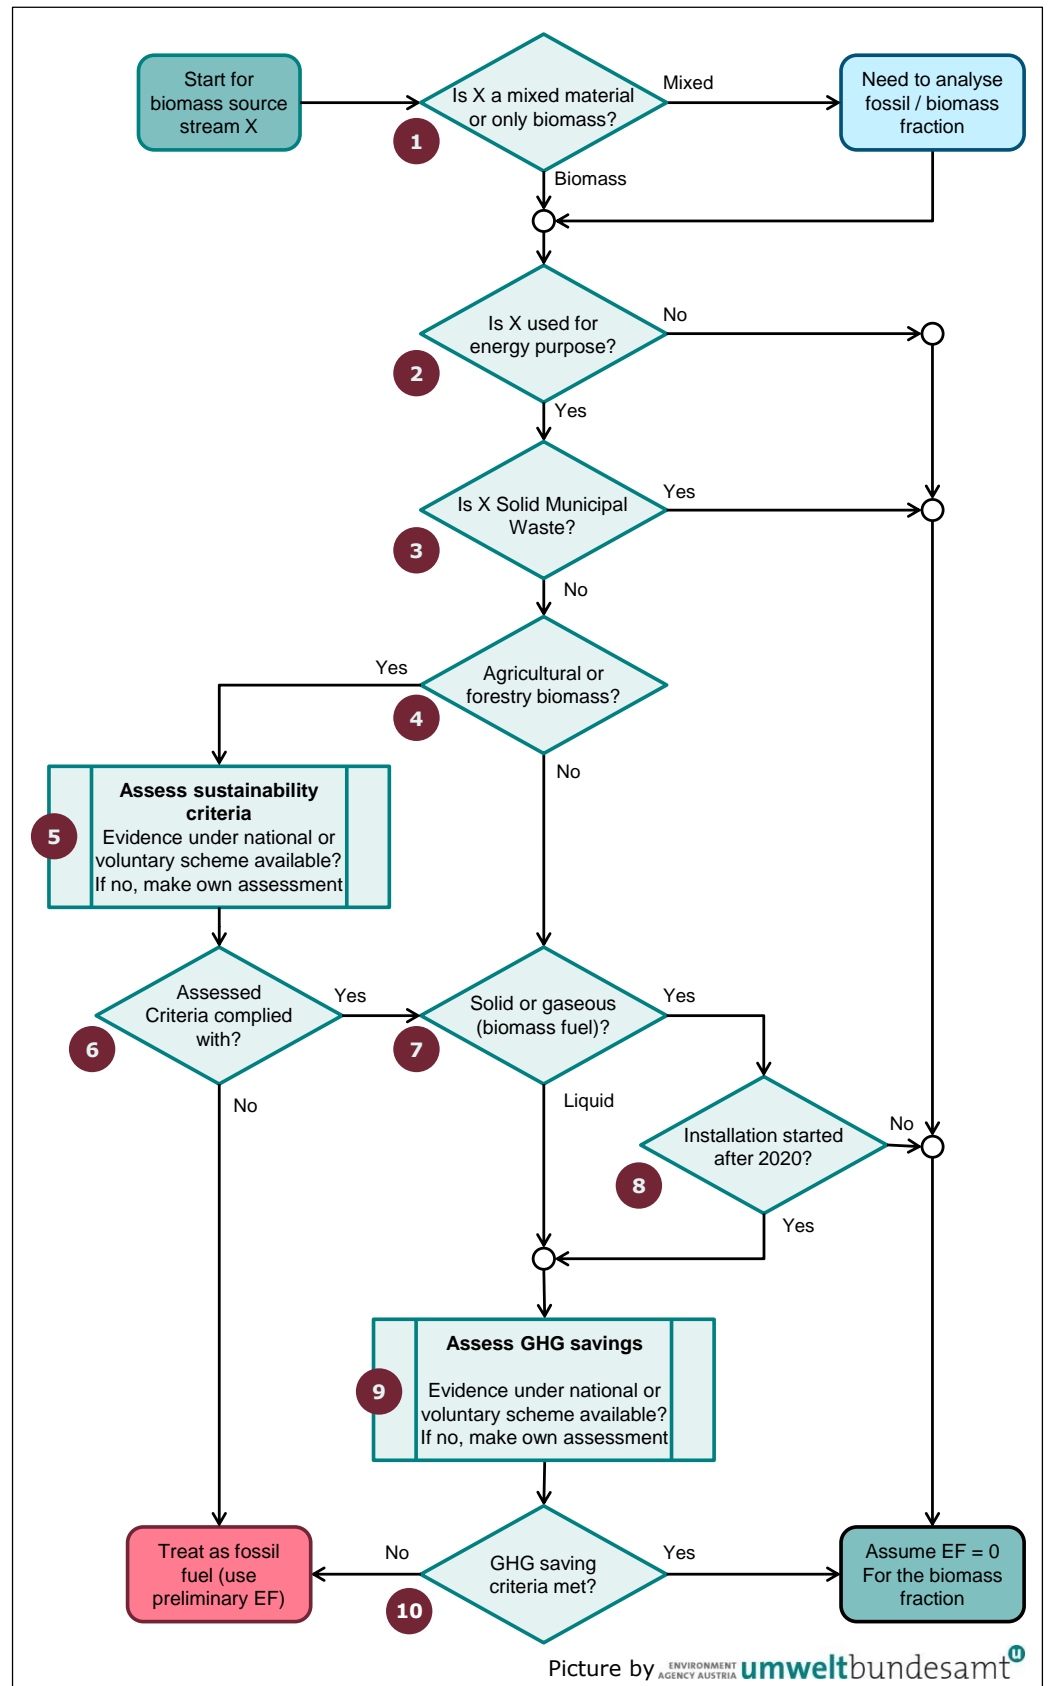 Start for
biomass source
stream X
Is X a mixed material
or only biomass?
Mixed
Need to analyse
fossil / biomass
fraction
1
Biomass
Is X used for
energy purpose?
No
2
Yes
Is X Solid Municipal
Waste?
Yes
3
No
Agricultural or
forestry biomass?
Yes
4
No
Assess sustainability
criteria
Evidence under national or
voluntary scheme available?
If no, make own assessment
5
Assessed
Criteria complied
with?
Yes
6
No
Solid or gaseous
(biomass fuel)?
Yes
7
Liquid
Installation started
after 2020?
No
8
Yes
Assess GHG savings
Evidence under national or
voluntary scheme available?
If no, make own assessment
9
Treat as fossil
fuel (use
preliminary EF)
No
GHG saving
criteria met?
Yes
10
Assume EF = 0
For the biomass
fraction
Picture by ENVIRONMENT
AGENCY AUSTRIA umweltbundesamt u